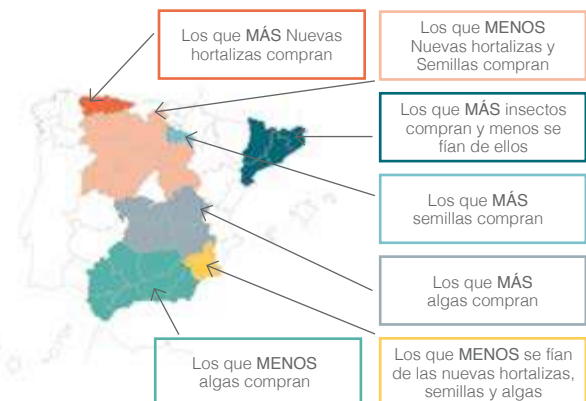 Los que MÁS Nuevas
hortalizas compran
Los que MENOS
Nuevas hortalizas y
Semillas compran
Los que MÁS insectos
compran y menos se
fían de ellos
Los que MÁS
semillas compran
Los que MÁS
algas compran
Los que MENOS
algas compran
Los que MENOS se fían
de las nuevas hortalizas,
semillas y algas